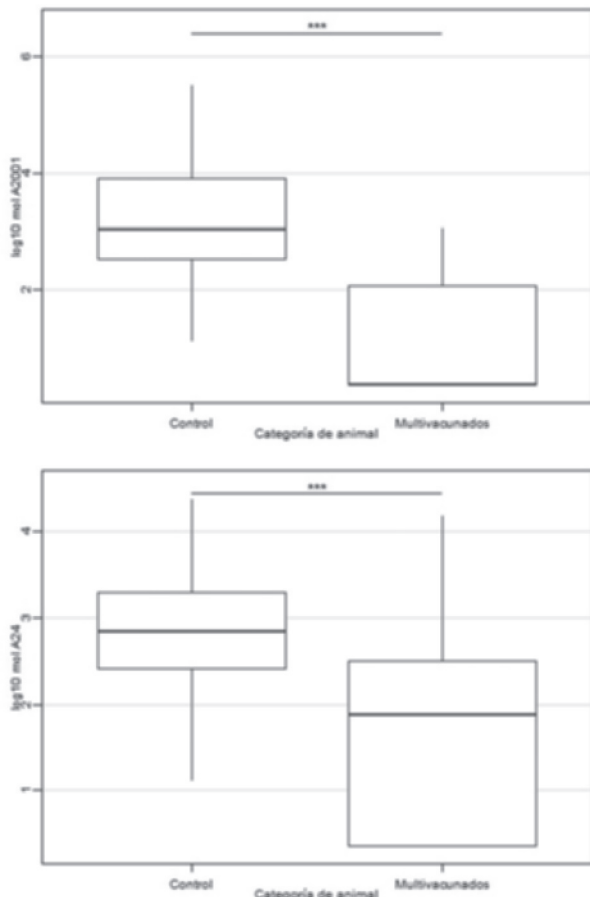 ***
6
4
2
log10 mol A2001
Control
Multivacunados
Categoría de animal
***
4
3
2
1
log10 mol A24
Control
Multivacunados
Categoría de animal